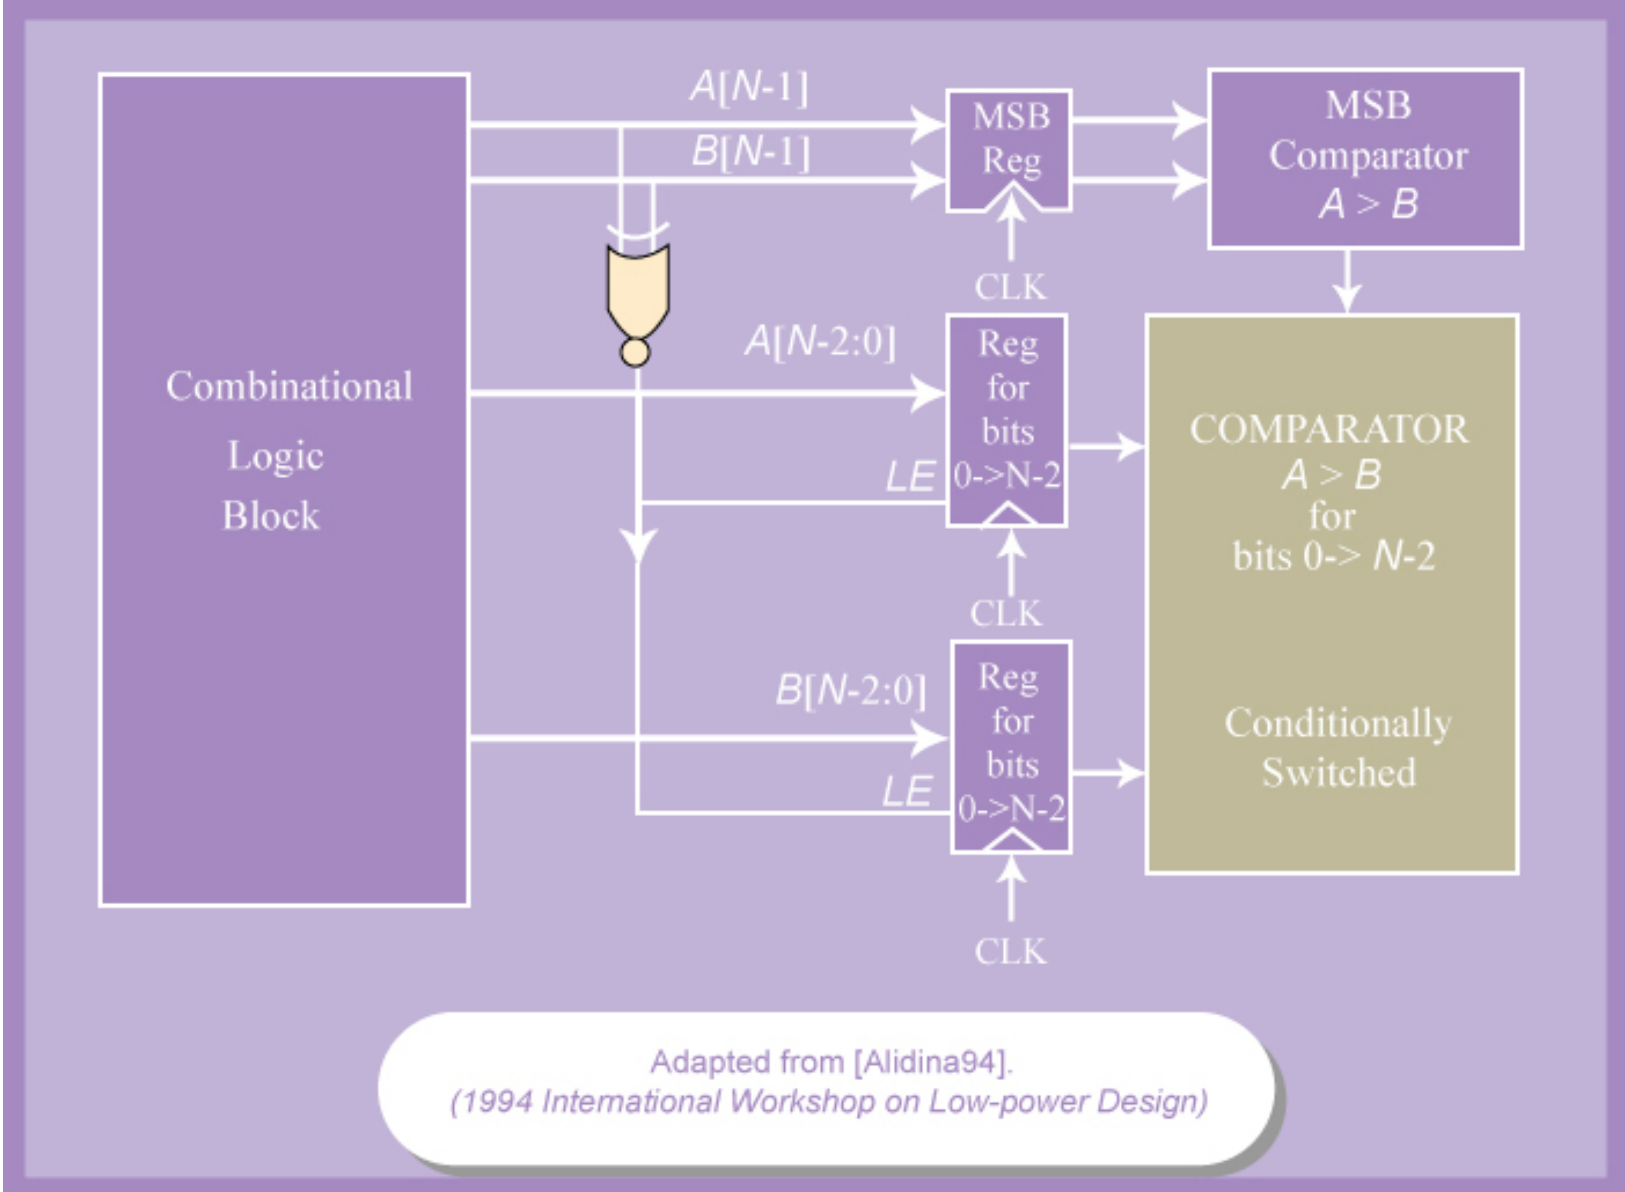 Combinational
Logic
Block
A[N-1]
B[N-1]
MSB
Reg
CLK
MSB
Comparator
A > B
A[N-2:0]
LE
Reg
for
bits
0->N-2
CLK
B[N-2:0]
LE
Reg
for
bits
0->N-2
CLK
COMPARATOR
A > B
for
bits 0-> N-2
Conditionally
Switched
Adapted from [Alidina94].
(1994 International Workshop on Low-power Design)